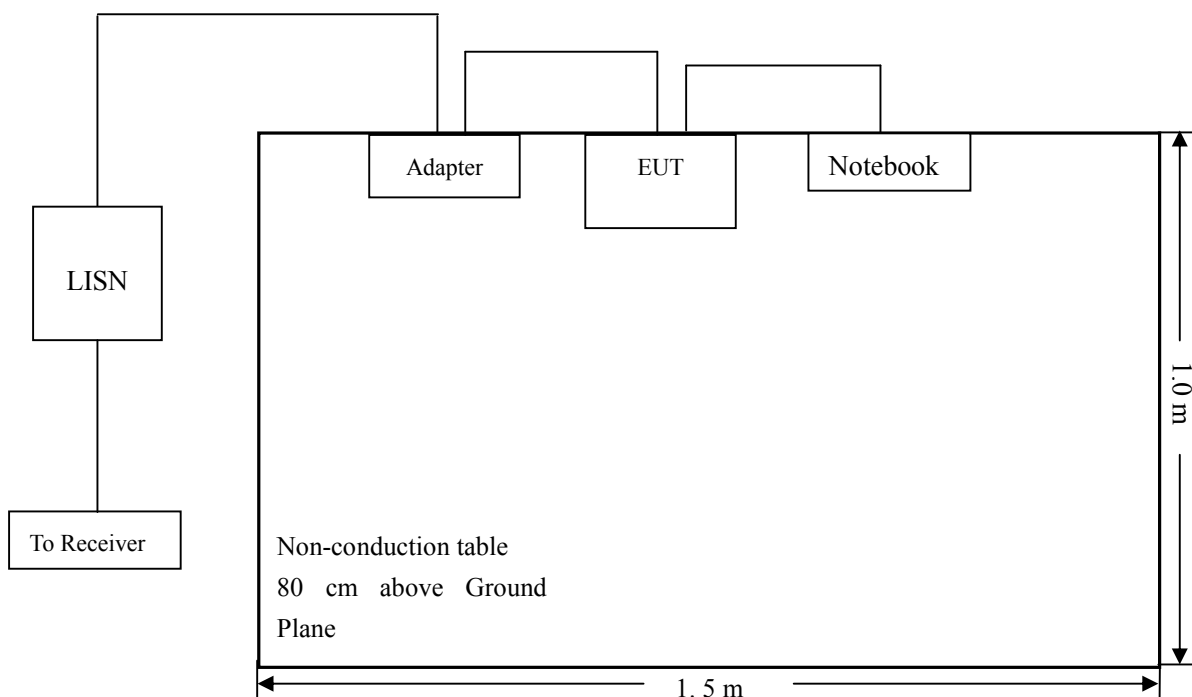 Adapter
EUT
Notebook
LISN
1.0 m
To Receiver
Non-conduction table
80 cm above Ground
Plane
1. 5 m